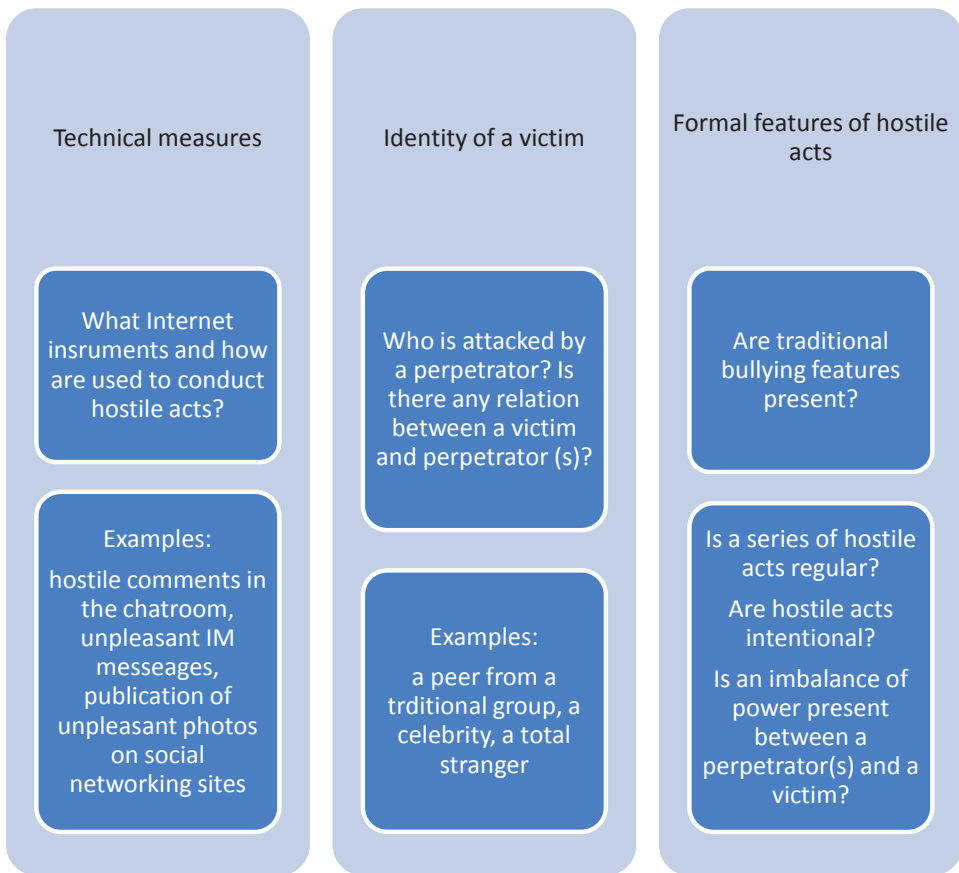 Technical measures
What Internet
insruments and how
are used to conduct
hostile acts?
Examples:
hostile comments in
the chatroom,
unpleasant IM
messeages,
publication of
unpleasant photos
on social
networking sites
Identity of a victim
Who is attacked by
a perpetrator? Is
there any relation
between a victim
and perpetrator (s)?
Examples:
a peer from a
trditional group, a
celebrity, a total
stranger
Formal features of hostile
acts
Are traditional
bullying features
present?
Is a series of hostile
acts regular?
Are hostile acts
intentional?
Is an imbalance of
power present
between a
perpetrator(s) and a
victim?